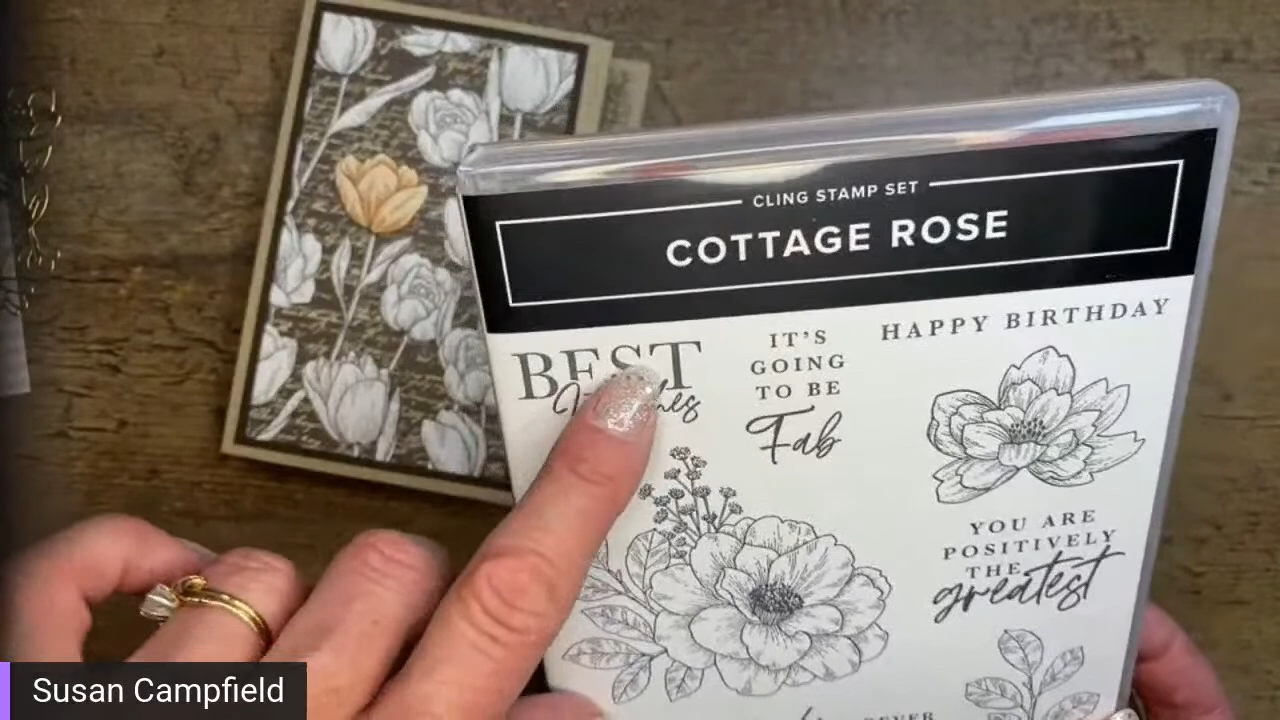 CLING STAMP SET
COTTAGE ROSE
BEST
IT'S
GOING
TO BE
Fab
HAPPY BIRTHDAY
YOU ARE
POSITIVELY
THE
greatest
Susan Campfield